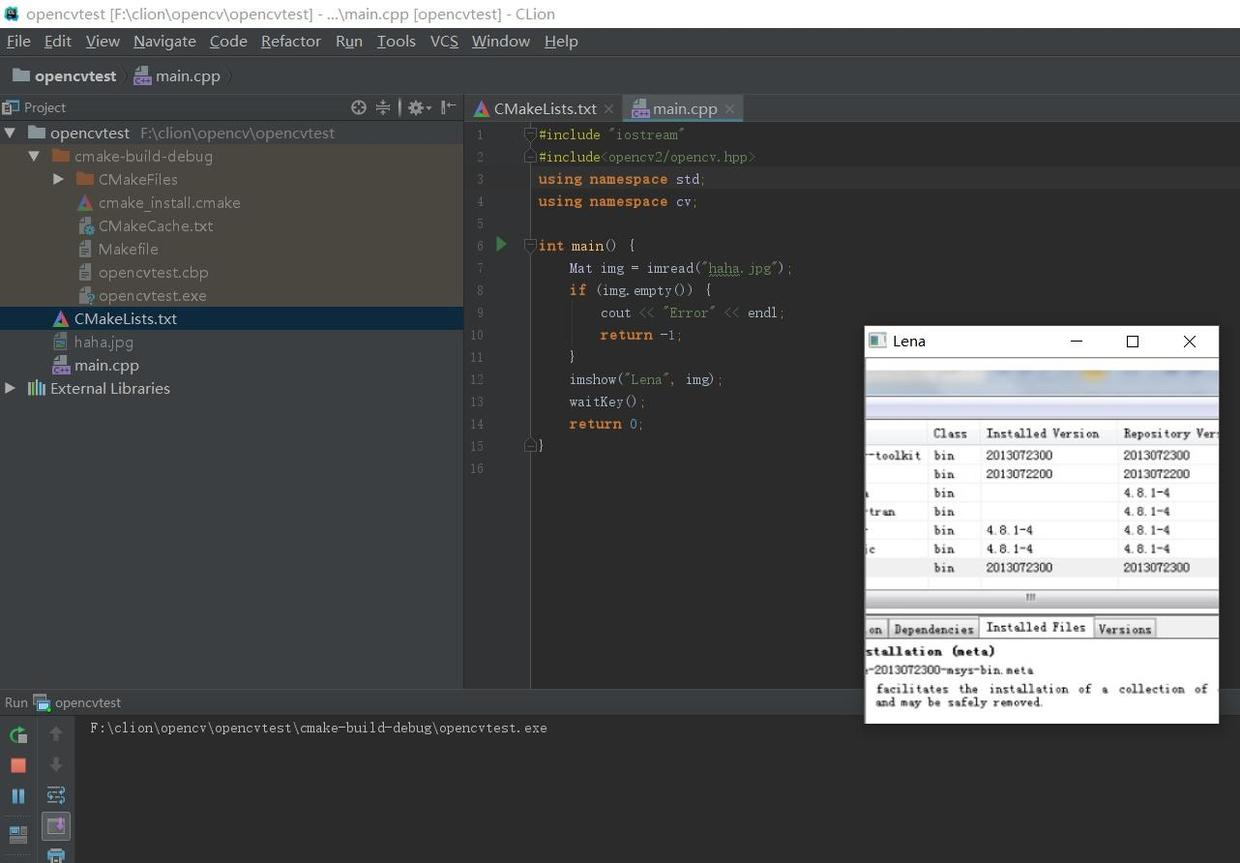 opencvtest [F:\clion\opencv\opencvtest] - ...\main.cpp [opencvtest] - CLion
File Edit View Navigate Code Refactor Run Tools VCS Window Help
opencvtest main.cpp
Project
CMakeLists.txt main.cpp
opencvtest F:\clion\opencv\opencvtest
cmake-build-debug
CMakeFiles
cmake_install.cmake
CMakeCache.txt
Makefile
opencvtest.cbp
opencvtest.exe
CMakeLists.txt
haha.jpg
main.cpp
External Libraries
1 #include "iostream"
2 #include<opencv2/opencv.hpp>
3 using namespace std;
4 using namespace cv;
5
6 int main() {
7 Mat img = imread("haha.jpg");
8 if (img.empty()) {
9 cout << "Error" << endl;
10 return -1;
11 }
12 imshow("Lena", img);
13 waitKey();
14 return 0;
15 }
16
Lena
Class Installed Version Repository Vers
-toolkit bin 2013072300 2013072300
bin 2013072200 2013072200
bin 4.8.1-4
tran bin 4.8.1-4
bin 4.8.1-4 4.8.1-4
ic bin 4.8.1-4 4.8.1-4
bin 2013072300 2013072300
on Dependencies Installed Files Versions
stallation (meta)
-2013072300-msys-bin.meta
facilitates the installation of a collection of
and may be safely removed.
Run opencvtest
F:\clion\opencv\opencvtest\cmake-build-debug\opencvtest.exe